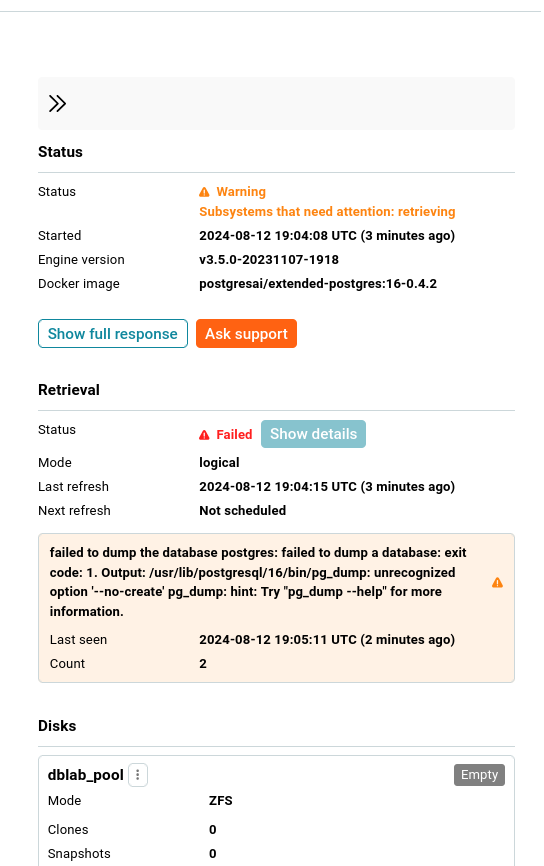 Status
Status
Warning
Subsystems that need attention: retrieving
Started
2024-08-12 19:04:08 UTC (3 minutes ago)
Engine version
v3.5.0-20231107-1918
Docker image
postgresai/extended-postgres:16-0.4.2
Show full response
Ask support
Retrieval
Status
Failed
Show details
Mode
logical
Last refresh
2024-08-12 19:04:15 UTC (3 minutes ago)
Next refresh
Not scheduled
failed to dump the database postgres: failed to dump a database: exit
code: 1. Output: /usr/lib/postgresql/16/bin/pg_dump: unrecognized
option '--no-create' pg_dump: hint: Try "pg_dump --help" for more
information.
Last seen
2024-08-12 19:05:11 UTC (2 minutes ago)
Count
2
Disks
dblab_pool
Empty
Mode
ZFS
Clones
0
Snapshots
0